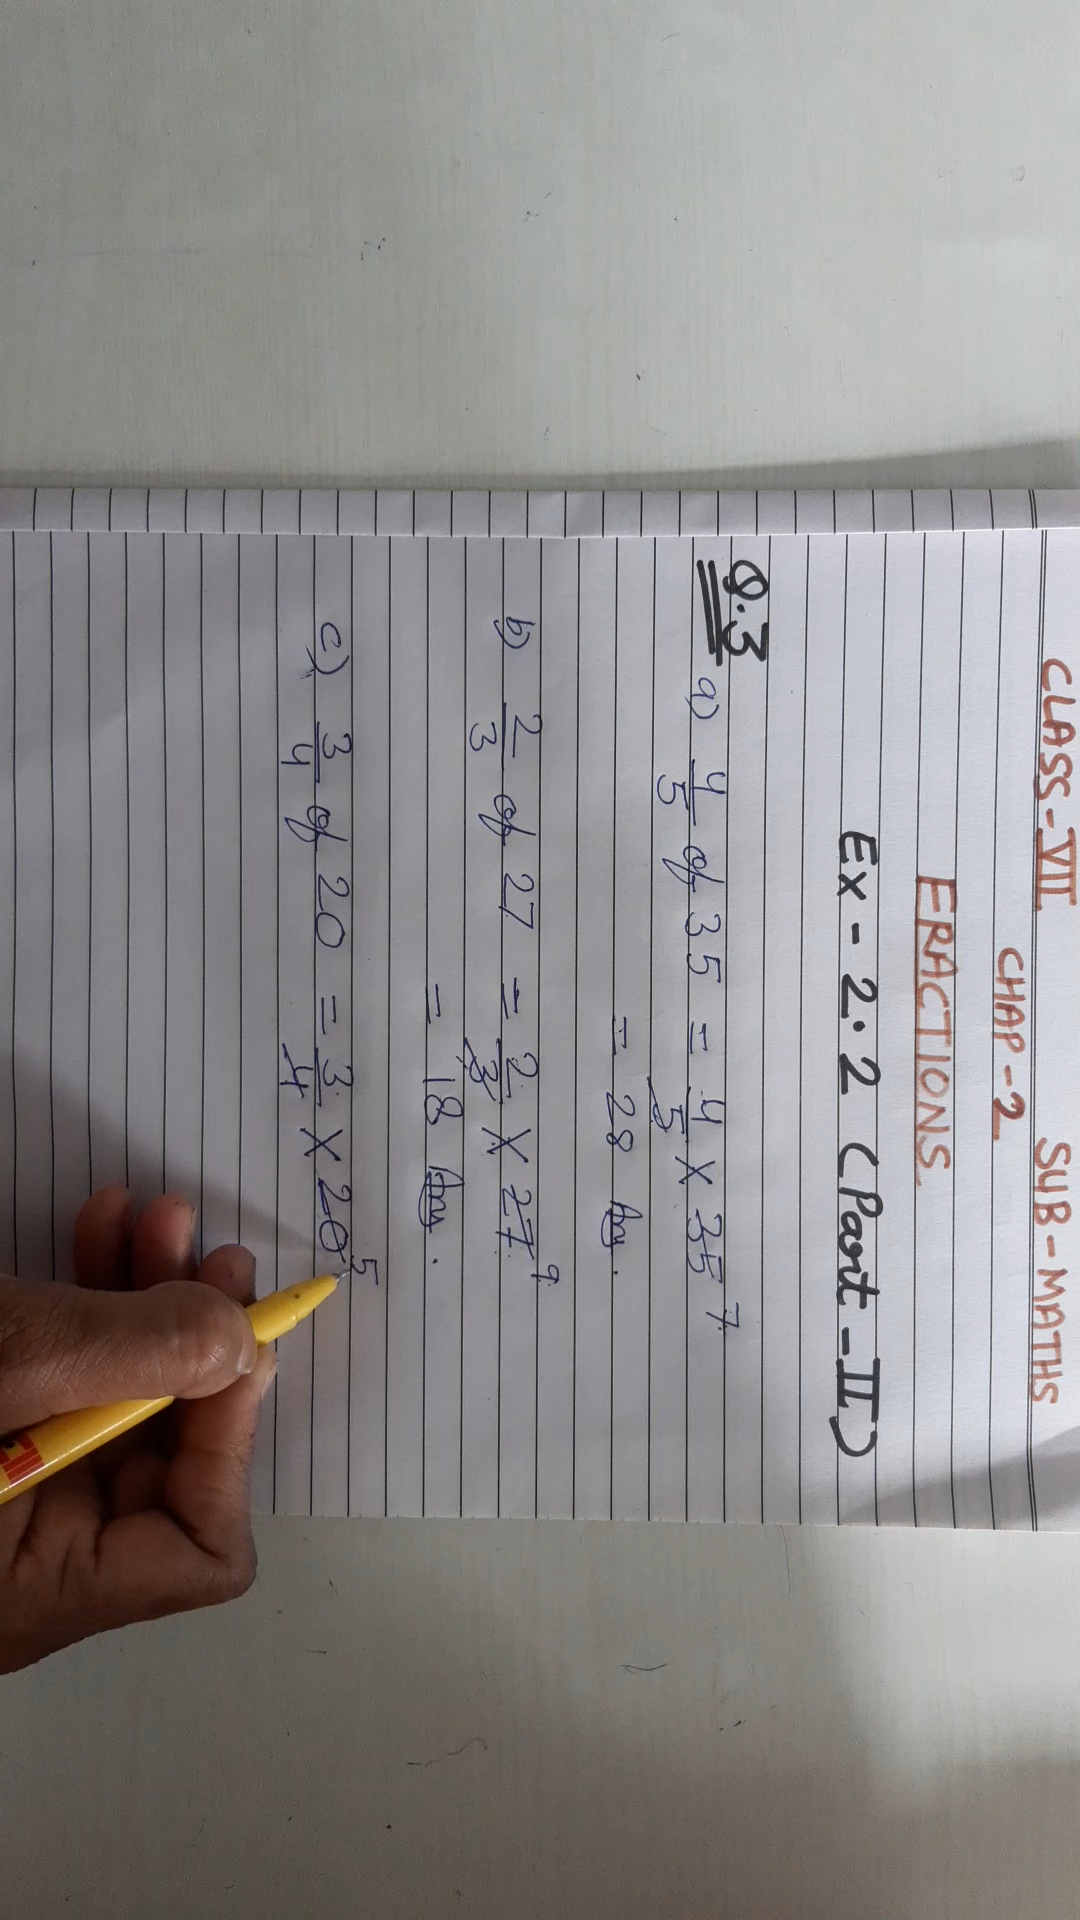 CLASS-VII SUB-MATHS
CHAP-2
FRACTIONS.
Ex-2.2 (Part-II)
Q.3 a) 4/5 of 35 = 4/5 × 35 7
= 28 Ans.
b) 2/3 of 27 = 2/3 × 27 9
= 18 Ans.
c) 3/4 of 20 = 3/4 × 20 5